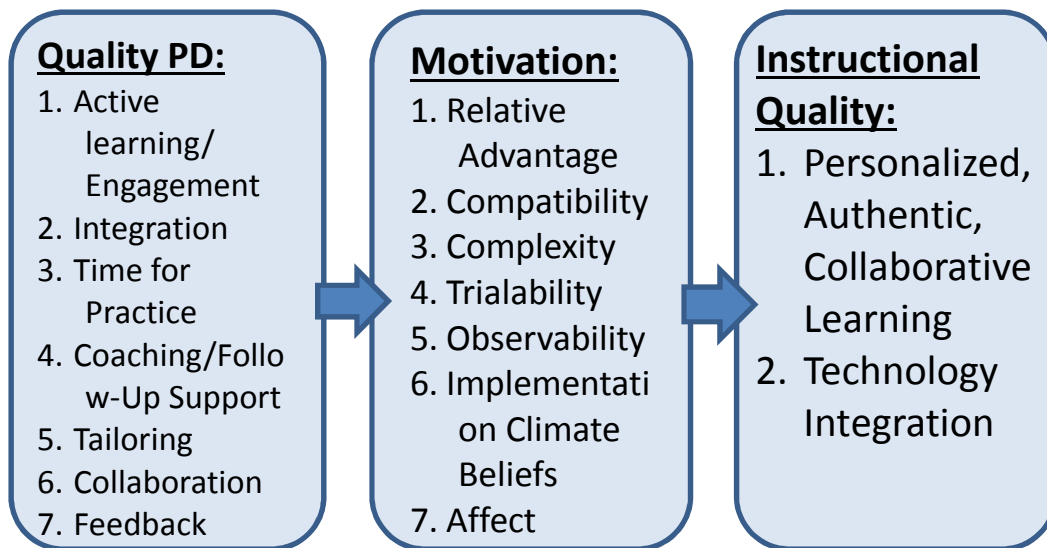 Quality PD:
1. Active
learning/
Engagement
2. Integration
3. Time for
Practice
4. Coaching/Follo
w-Up Support
5. Tailoring
6. Collaboration
7. Feedback
Motivation:
1. Relative
Advantage
2. Compatibility
3. Complexity
4. Trialability
5. Observability
6. Implementati
on Climate
Beliefs
7. Affect
Instructional
Quality:
1. Personalized,
Authentic,
Collaborative
Learning
2. Technology
Integration